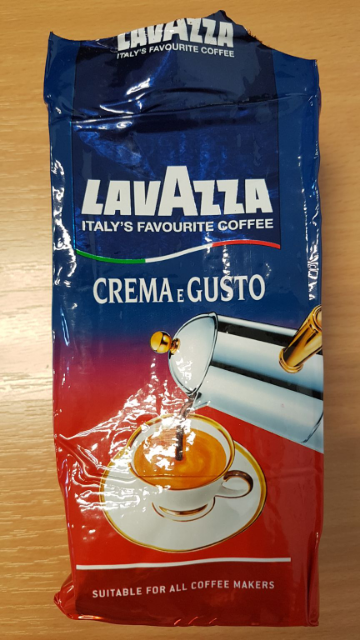 LAVAZZA
ITALY'S FAVOURITE COFFEE
LAVAZZA
ITALY'S FAVOURITE COFFEE
CREMA E GUSTO
SUITABLE FOR ALL COFFEE MAKERS